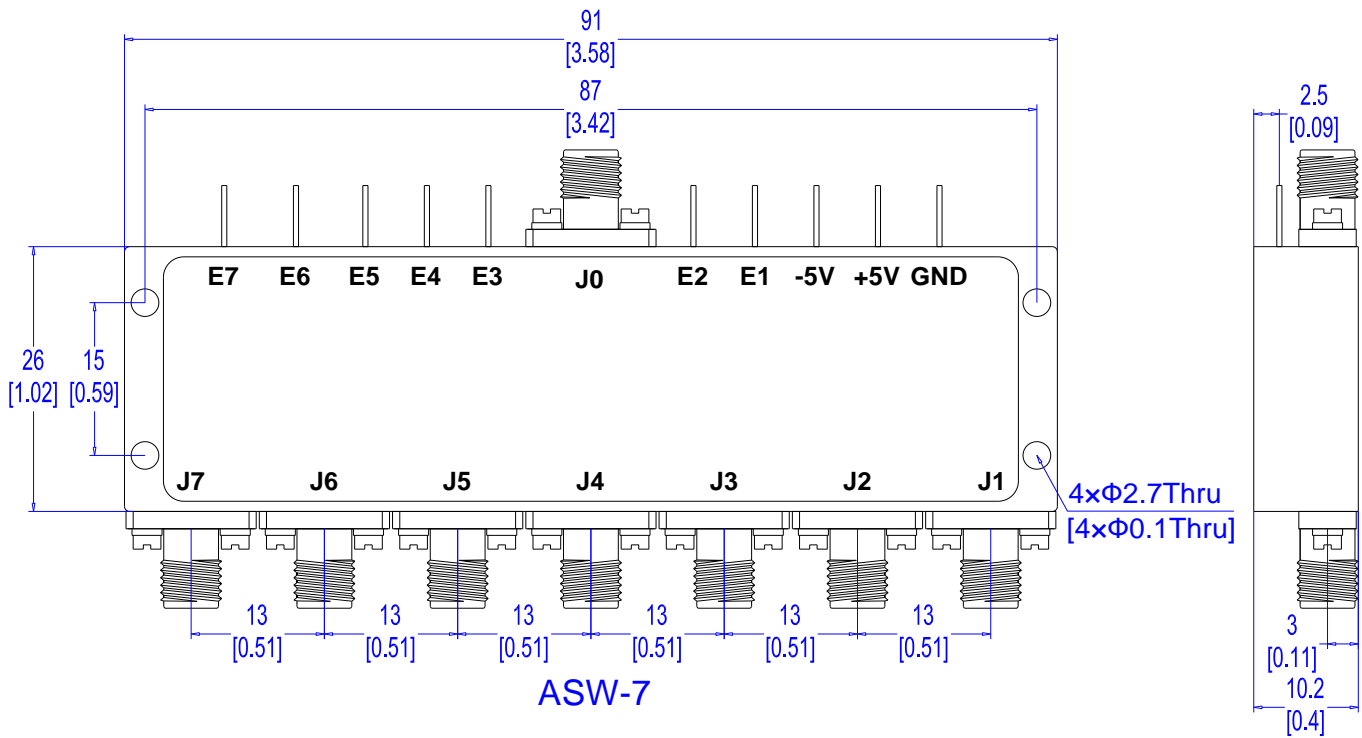 91
[3.58]
87
[3.42]
2.5
[0.09]
E7 E6 E5 E4 E3 J0 E2 E1 -5V +5V GND
26
[1.02]
15
[0.59]
J7 J6 J5 J4 J3 J2 J1
4×Φ2.7Thru
[4×Φ0.1Thru]
13 13 13 13 13 13
[0.51] [0.51] [0.51] [0.51] [0.51] [0.51]
3
[0.11]
10.2
[0.4]
ASW-7